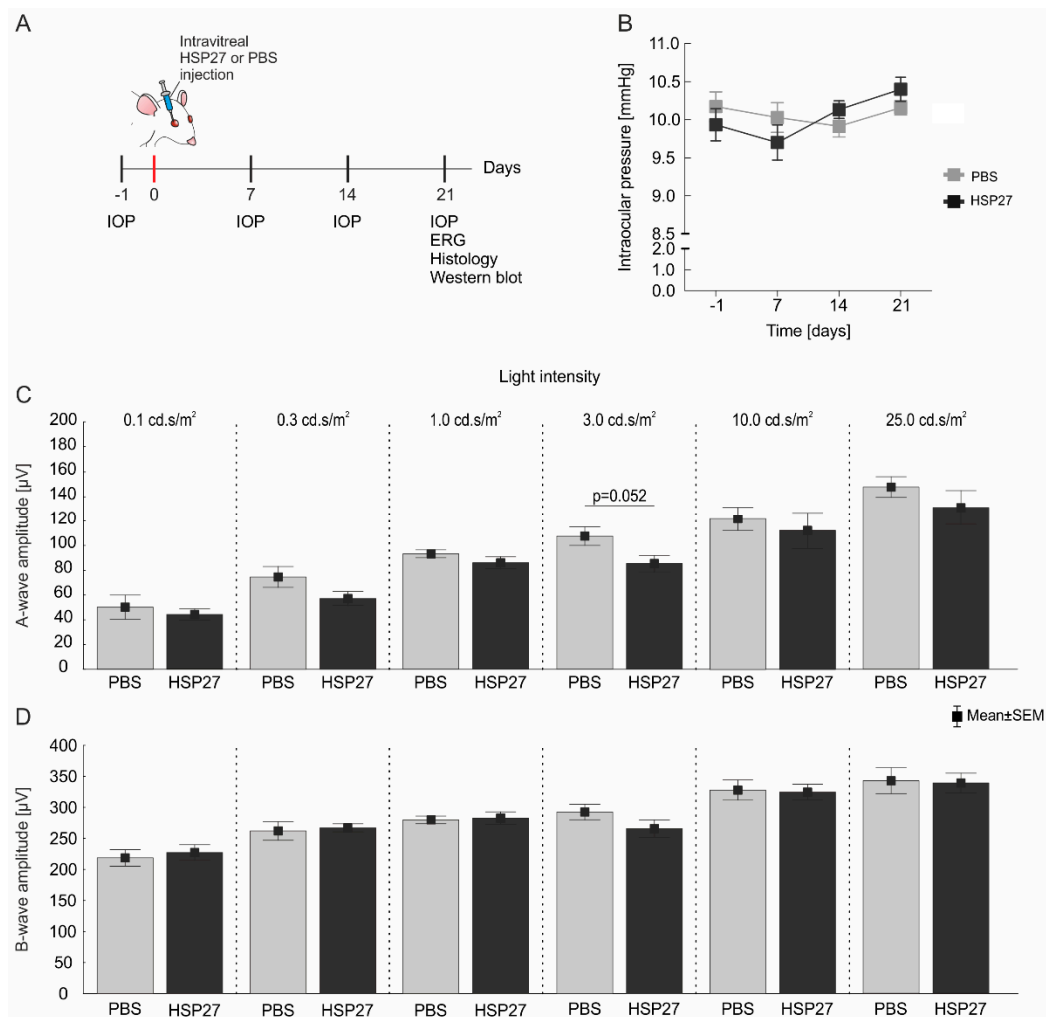 A
Intravitreal
HSP27 or PBS
injection
Days
-1 0 7 14 21
IOP IOP IOP IOP
ERG
Histology
Western blot
B
Intraocular pressure [mmHg]
11.0
10.5
10.0
9.5
9.0
8.5
2.0
1.0
0.0
-1 7 14 21
Time [days]
PBS
HSP27
Light intensity
C
A-wave amplitude [µV]
200
180
160
140
120
100
80
60
40
20
0
0.1 cd.s/m² 0.3 cd.s/m² 1.0 cd.s/m² 3.0 cd.s/m² 10.0 cd.s/m² 25.0 cd.s/m²
p=0.052
PBS HSP27 PBS HSP27 PBS HSP27 PBS HSP27 PBS HSP27 PBS HSP27
D
Mean±SEM
B-wave amplitude [µV]
400
350
300
250
200
150
100
50
0
PBS HSP27 PBS HSP27 PBS HSP27 PBS HSP27 PBS HSP27 PBS HSP27